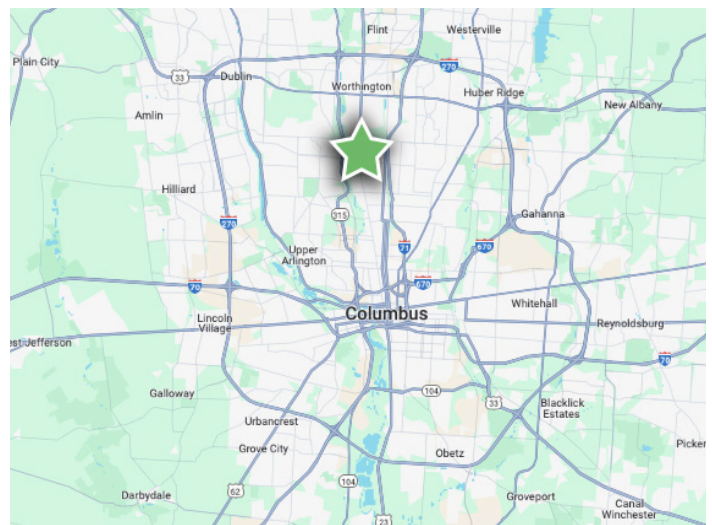 Flint
Westerville
Plain City
270
33
Dublin
Worthington
Huber Ridge
New Albany
Amlin
Hilliard
315
270
Gahanna
71
670
Upper
Arlington
70
670
Whitehall
Columbus
Lincoln
Village
Reynoldsburg
est Jefferson
70
104
Galloway
33
Blacklick
Estates
Urbancrest
Grove City
Obetz
Picker
104
62
Darbydale
Groveport
Canal
Winchester
23